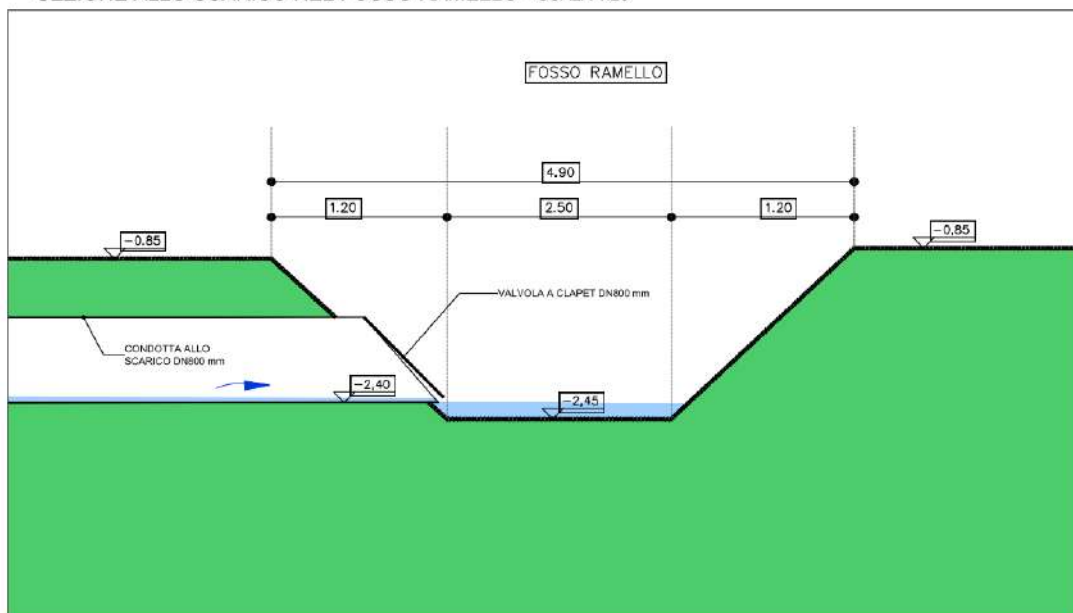 FOSSO RAMELLO
4.90
1.20
2.50
1.20
-0.85
-0.85
VALVOLA A CLAPET DN800 mm
CONDOTTA ALLO
SCARICO DN800 mm
-2,40
-2,45